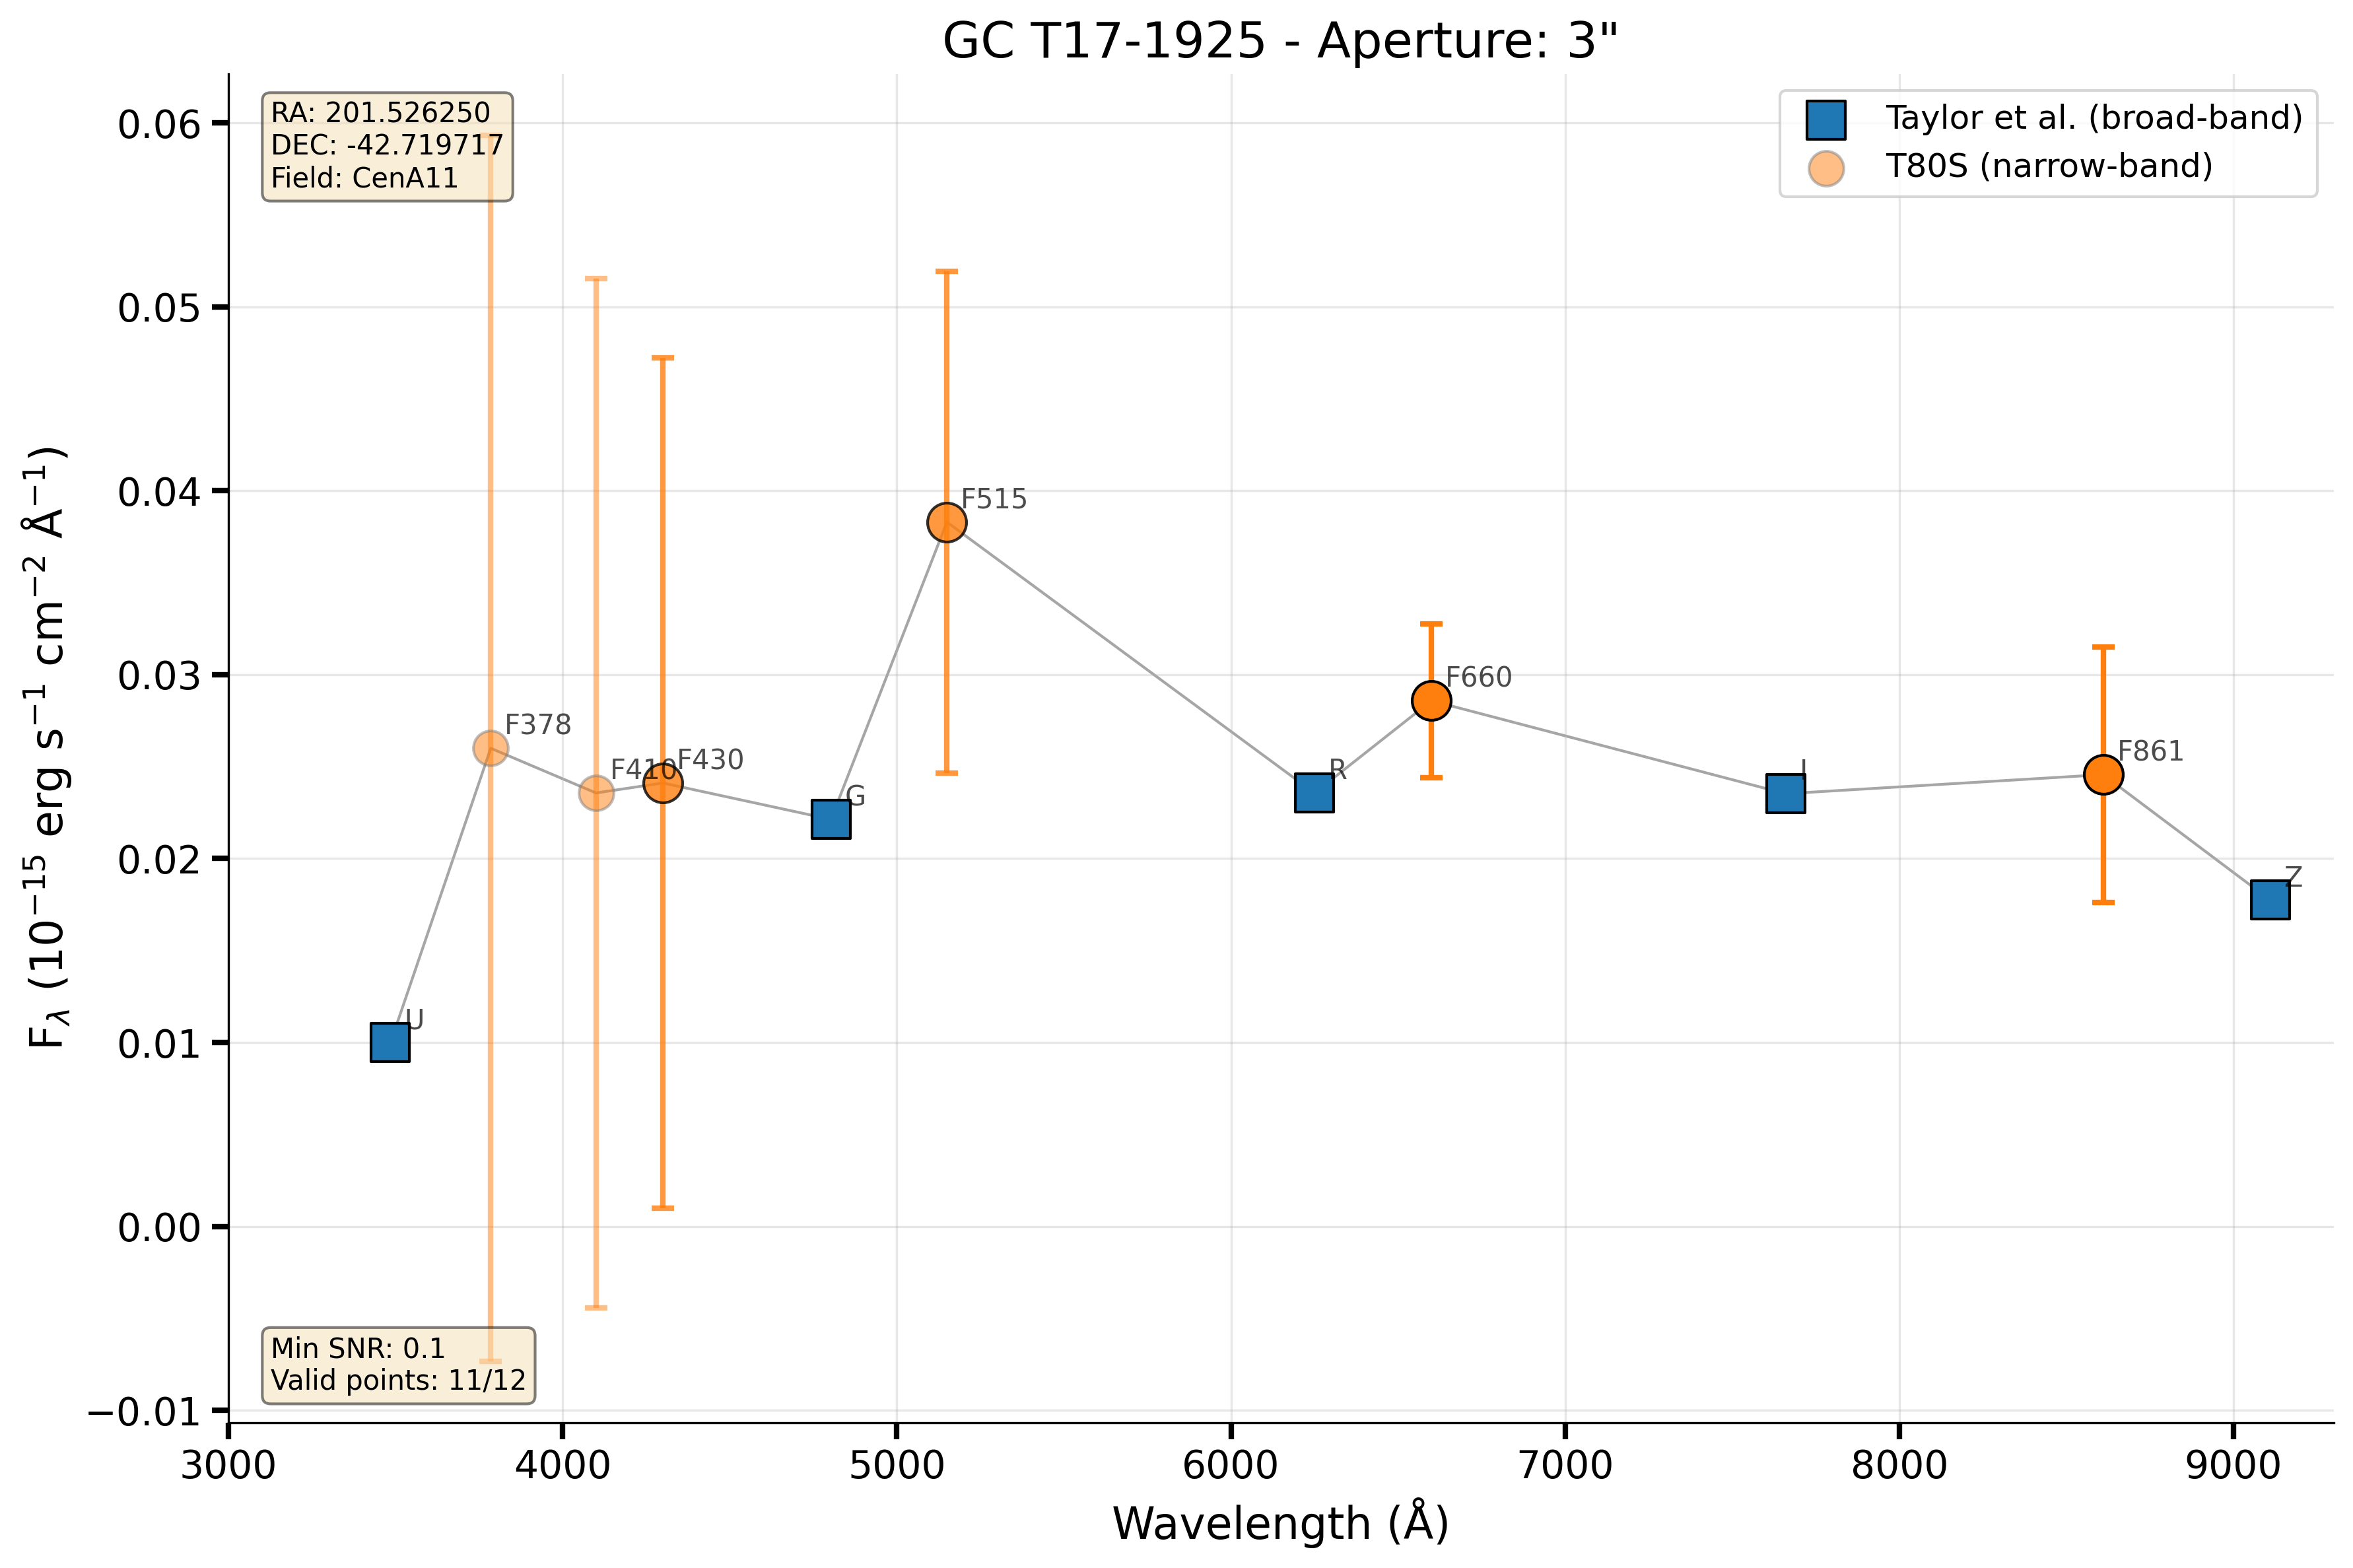 GC T17-1925 - Aperture: 3"
RA: 201.526250
DEC: -42.719717
Field: CenA11
Taylor et al. (broad-band)
T80S (narrow-band)
0.06
0.05
0.04
0.03
0.02
0.01
0.00
−0.01
F_λ (10⁻¹⁵ erg s⁻¹ cm⁻² Å⁻¹)
U
F378
F410
F430
G
F515
R
F660
I
F861
Z
Min SNR: 0.1
Valid points: 11/12
3000 4000 5000 6000 7000 8000 9000
Wavelength (Å)